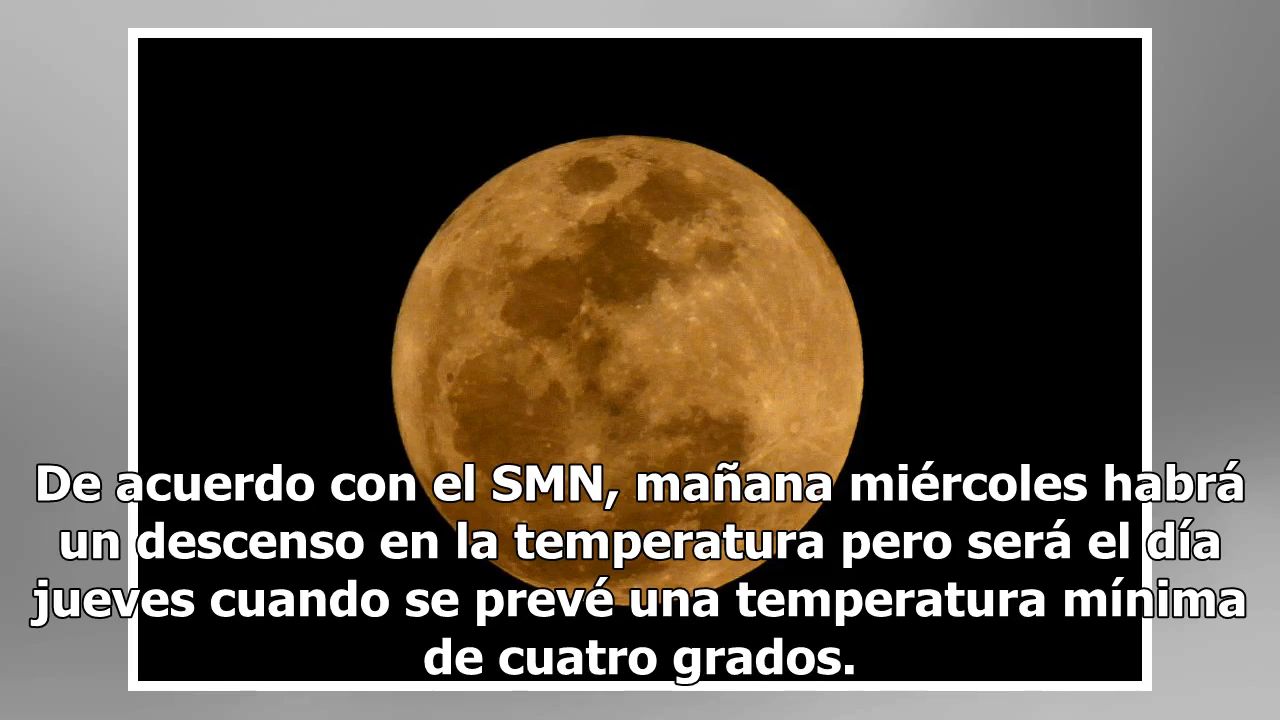 De acuerdo con el SMN, mañana miércoles habrá
un descenso en la temperatura pero será el día
jueves cuando se prevé una temperatura mínima
de cuatro grados.